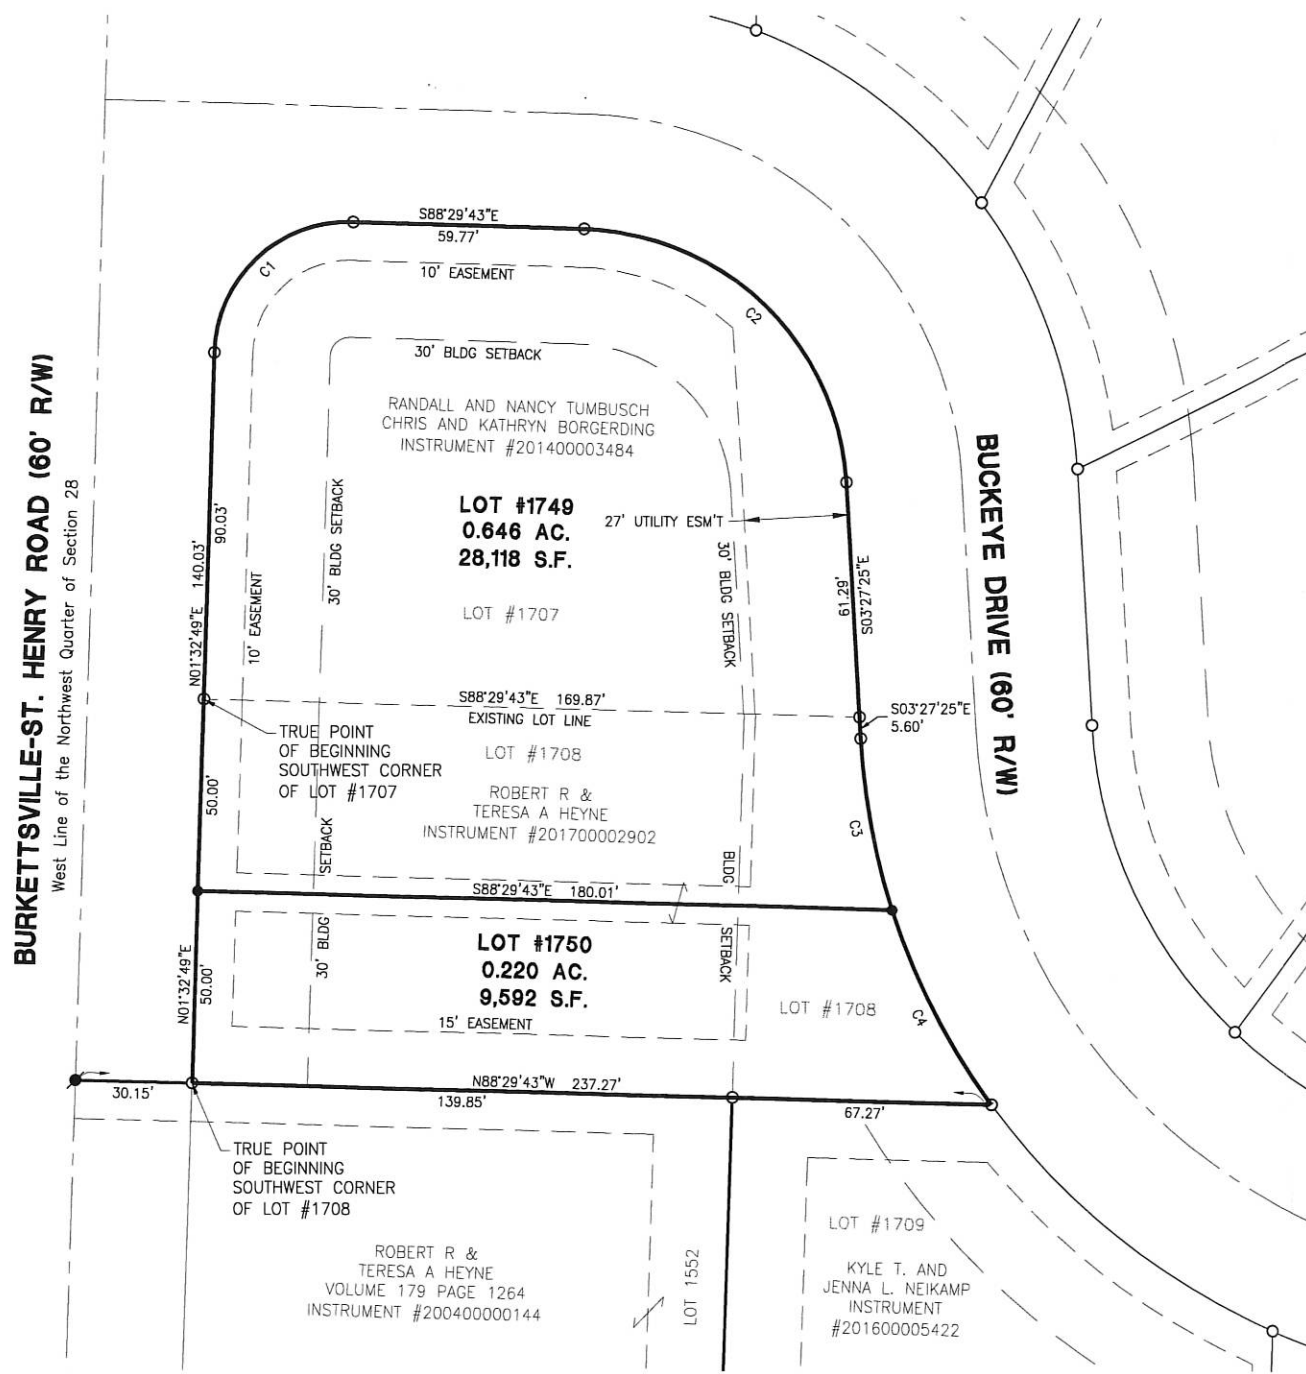 S88°29'43"E
59.77'
C1
10' EASEMENT
C2
30' BLDG SETBACK
RANDALL AND NANCY TUMBUSCH
CHRIS AND KATHRYN BORGERDING
INSTRUMENT #201400003484
LOT #1749
0.646 AC.
28,118 S.F.
27' UTILITY ESM'T
LOT #1707
BURKETTSVILLE-ST. HENRY ROAD (60' R/W)
West Line of the Northwest Quarter of Section 28
N01°32'49"E 140.03'
90.03'
10' EASEMENT
30' BLDG SETBACK
30' BLDG SETBACK
61.29'
S03°27'25"E
BUCKEYE DRIVE (60' R/W)
S88°29'43"E 169.87'
EXISTING LOT LINE
S03°27'25"E
5.60'
TRUE POINT
OF BEGINNING
SOUTHWEST CORNER
OF LOT #1707
LOT #1708
ROBERT R &
TERESA A HEYNE
INSTRUMENT #201700002902
50.00'
C3
SETBACK
BLDG
S88°29'43"E 180.01'
LOT #1750
0.220 AC.
9,592 S.F.
30' BLDG
SETBACK
N01°32'49"E
50.00'
15' EASEMENT
LOT #1708
C4
30.15'
N88°29'43"W 237.27'
139.85'
67.27'
TRUE POINT
OF BEGINNING
SOUTHWEST CORNER
OF LOT #1708
ROBERT R &
TERESA A HEYNE
VOLUME 179 PAGE 1264
INSTRUMENT #200400000144
LOT 1552
LOT #1709
KYLE T. AND
JENNA L. NEIKAMP
INSTRUMENT
#201600005422